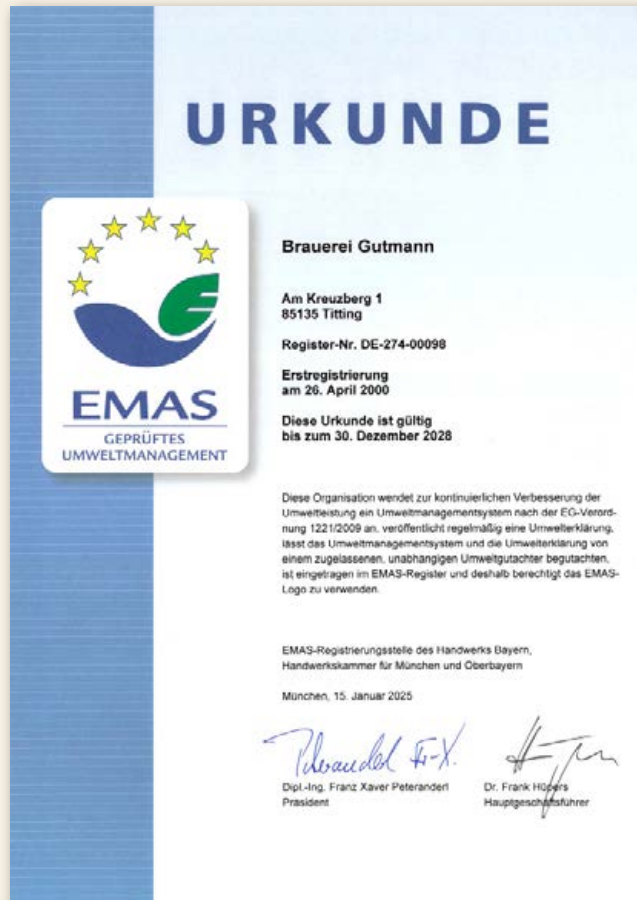 URKUNDE
Brauerei Gutmann
Am Kreuzberg 1
85135 Titting
Register-Nr. DE-274-00098
Erstregistrierung
am 26. April 2000
Diese Urkunde ist gültig
bis zum 30. Dezember 2028
EMAS
GEPRÜFTES
UMWELTMANAGEMENT
Diese Organisation wendet zur kontinuierlichen Verbesserung der
Umweltleistung ein Umweltmanagementsystem nach der EG-Verord-
nung 1221/2009 an, veröffentlicht regelmäßig eine Umwelterklärung,
lässt das Umweltmanagementsystem und die Umwelterklärung von
einem zugelassenen, unabhängigen Umweltgutachter begutachten,
ist eingetragen im EMAS-Register und deshalb berechtigt das EMAS-
Logo zu verwenden.
EMAS-Registrierungsstelle des Handwerks Bayern,
Handwerkskammer für München und Oberbayern
München, 15. Januar 2025
Dipl.-Ing. Franz Xaver Peteranderl
Präsident
Dr. Frank Hüpers
Hauptgeschäftsführer